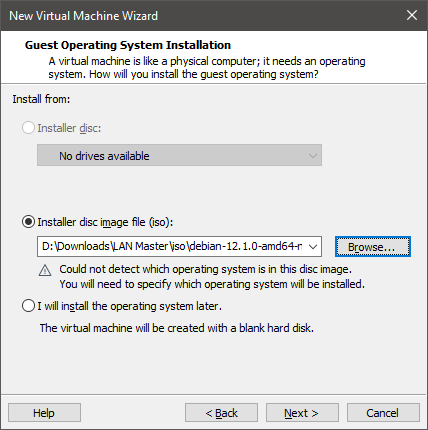 New Virtual Machine Wizard
Guest Operating System Installation
A virtual machine is like a physical computer; it needs an operating
system. How will you install the guest operating system?
Install from:
Installer disc:
No drives available
Installer disc image file (iso):
D:\Downloads\LAN Master\iso\debian-12.1.0-amd64-n
Browse...
Could not detect which operating system is in this disc image.
You will need to specify which operating system will be installed.
I will install the operating system later.
The virtual machine will be created with a blank hard disk.
Help
< Back
Next >
Cancel